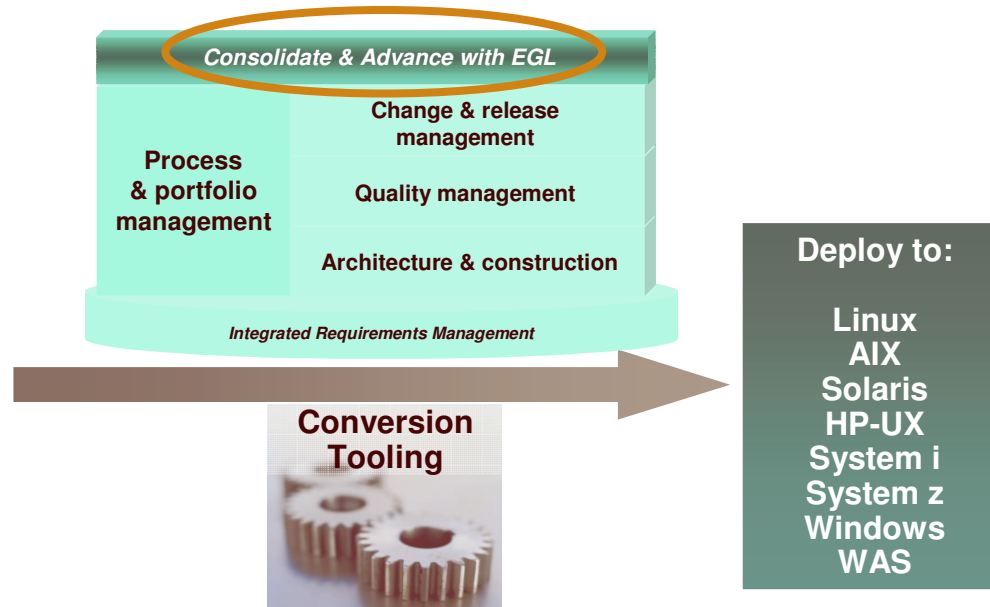 Consolidate & Advance with EGL
Process
& portfolio
management
Change & release
management
Quality management
Architecture & construction
Integrated Requirements Management
Conversion
Tooling
Deploy to:
Linux
AIX
Solaris
HP-UX
System i
System z
Windows
WAS